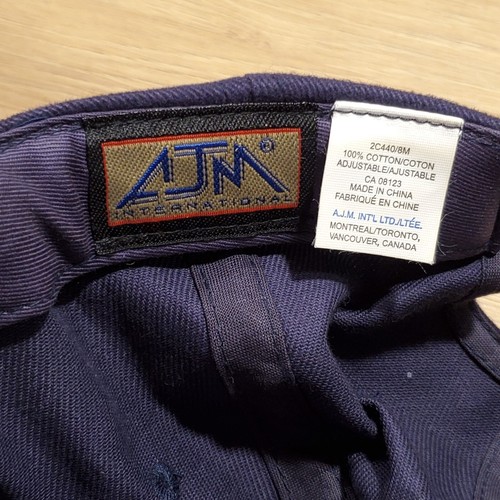 AJM®
INTERNATIONAL
2C440/8M
100% COTTON/COTON
ADJUSTABLE/AJUSTABLE
CA 08123
MADE IN CHINA
FABRIQUÉ EN CHINE
A.J.M. INT'L LTD./LTÉE.
MONTREAL/TORONTO,
VANCOUVER, CANADA